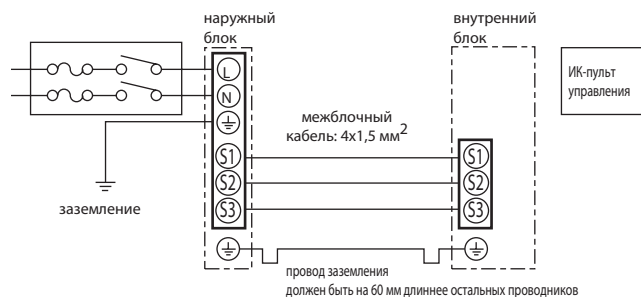 наружный
блок
внутренний
блок
L
N
ИК-пульт
управления
межблочный
кабель: 4x1,5 мм²
S1
S2
S3
S1
S2
S3
заземление
провод заземления
должен быть на 60 мм длиннее остальных проводников